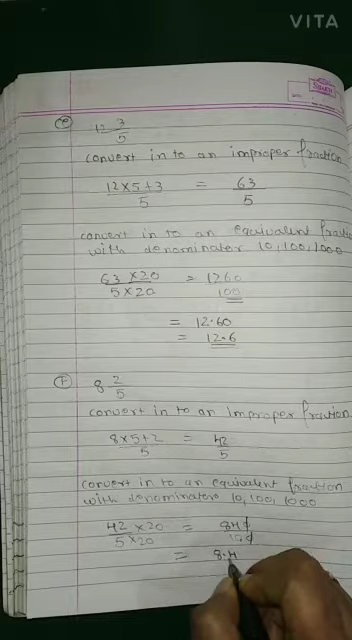 VITA
(e) 12 3/5
convert in to an improper fraction
12×5+3/5 = 63/5
convert in to an equivalent fraction
with denominator 10,100,1000
63 ×20/5×20 = 1260/100
= 12.60
= 12.6
(F) 8 2/5
convert in to an improper fraction
8×5+2/5 = 42/5
convert in to an equivalent fraction
with denominators 10,100,1000
42 ×20/5×20 = 840/100
= 8.4